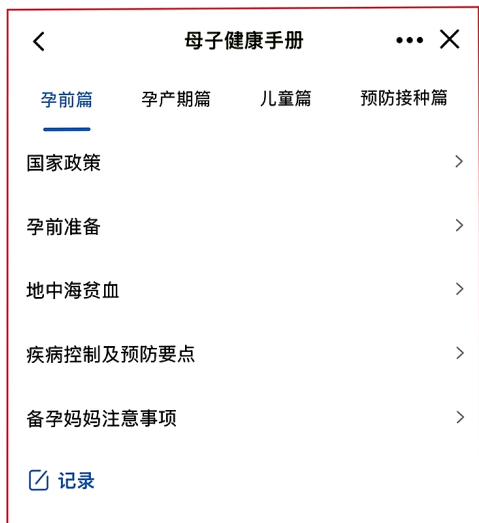 母子健康手册
孕前篇 孕产期篇 儿童篇 预防接种篇
国家政策
孕前准备
地中海贫血
疾病控制及预防要点
备孕妈妈注意事项
记录